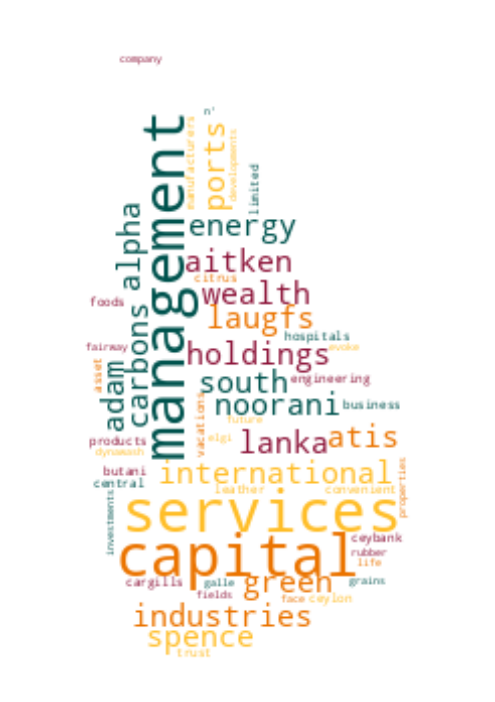 company
n'
management
manufacturers
ports
developments
limited
alpha
energy
aitken
citrus
wealth
foods
laugfs
carbons
hospitals
fairway
evoke
holdings
asset
adam
south
engineering
vacations
noorani
business
future
products
elgi
lanka
atis
dynawash
butani
international
central
leather
convenient
properties
investments
services
capital
ceybank
rubber
life
cargills
galle
green
grains
fields
face
ceylon
industries
spence
trust